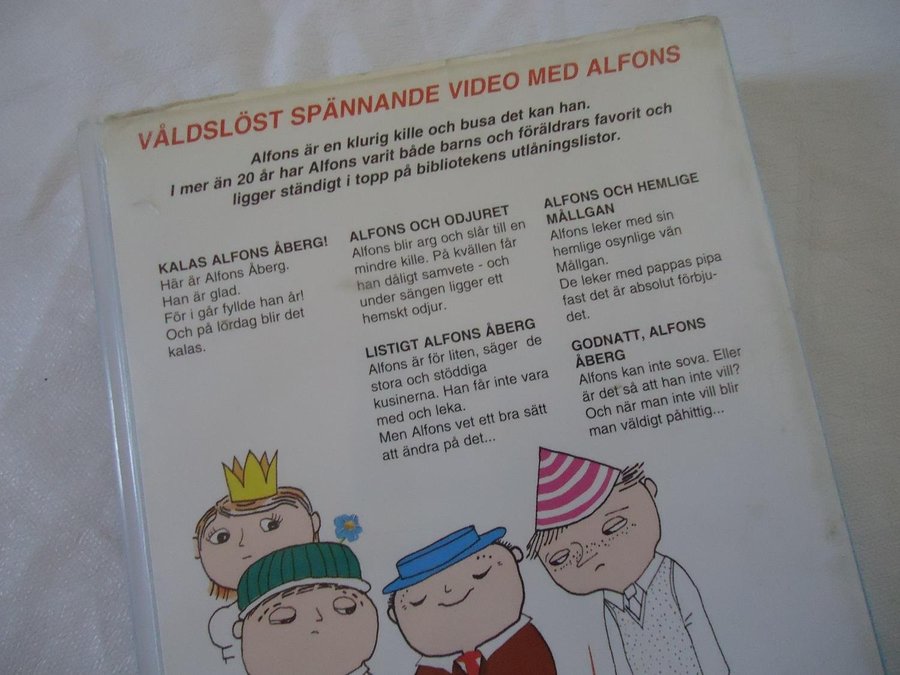 VÅLDSLÖST SPÄNNANDE VIDEO MED ALFONS
Alfons är en klurig kille och busa det kan han.
I mer än 20 år har Alfons varit både barns och föräldrars favorit och
ligger ständigt i topp på bibliotekens utlåningslistor.
KALAS ALFONS ÅBERG!
Här är Alfons Åberg.
Han är glad.
För i går fyllde han år!
Och på lördag blir det
kalas.
ALFONS OCH ODJURET
Alfons blir arg och slår till en
mindre kille. På kvällen får
han dåligt samvete - och
under sängen ligger ett
hemskt odjur.
LISTIGT ALFONS ÅBERG
Alfons är för liten, säger de
stora och stöddiga
kusinerna. Han får inte vara
med och leka.
Men Alfons vet ett bra sätt
att ändra på det...
ALFONS OCH HEMLIGE
MÅLLGAN
Alfons leker med sin
hemlige osynlige vän
Mållgan.
De leker med pappas pipa
fast det är absolut förbju-
det.
GODNATT, ALFONS
ÅBERG
Alfons kan inte sova. Eller
är det så att han inte vill?
Och när man inte vill blir
man väldigt påhittig...